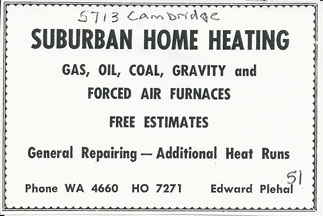 5713 Cambridge
SUBURBAN HOME HEATING
GAS, OIL, COAL, GRAVITY and
FORCED AIR FURNACES
FREE ESTIMATES
General Repairing — Additional Heat Runs
51
Phone WA 4660 HO 7271 Edward Plehal